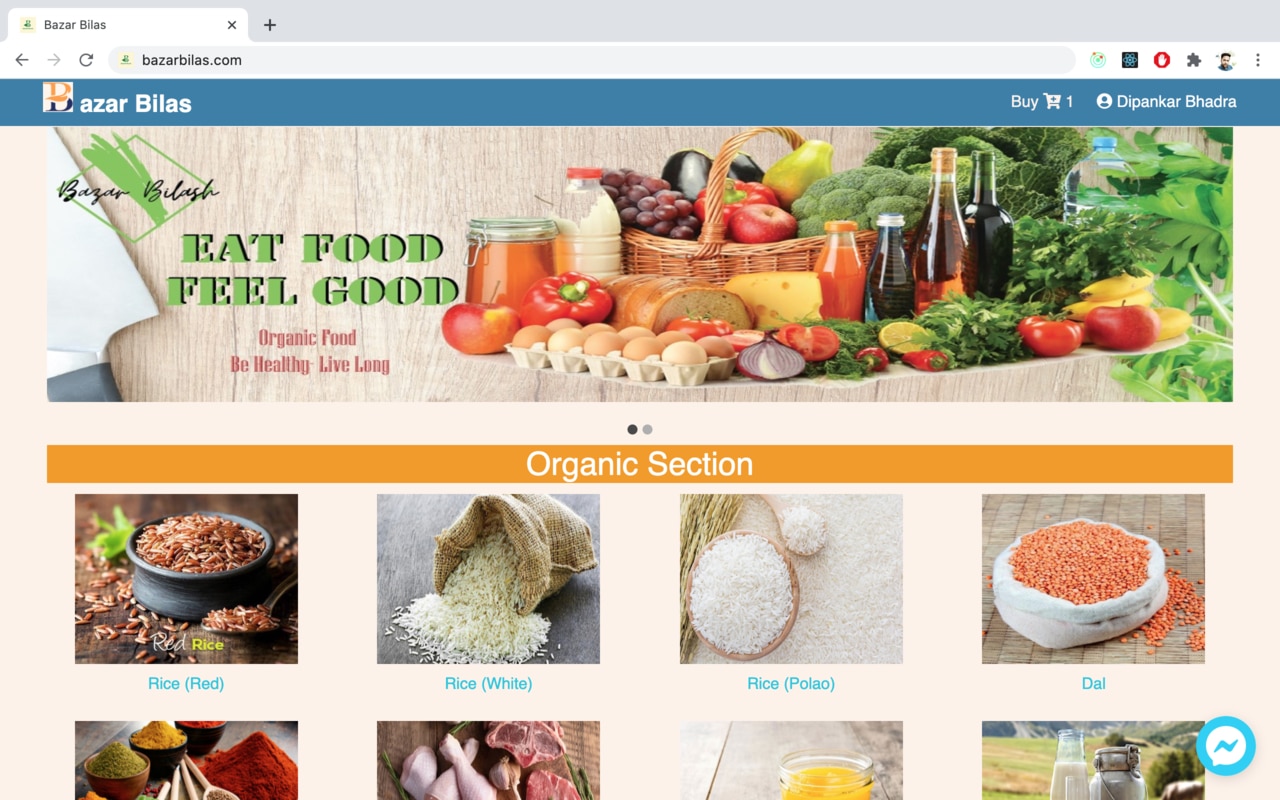 Bazar Bilas
bazarbilas.com
B azar Bilas
Buy 1
Dipankar Bhadra
Bazar Bilash
EAT FOOD
FEEL GOOD
Organic Food
Be Healthy- Live Long
Organic Section
Red Rice
Rice (Red)
Rice (White)
Rice (Polao)
Dal